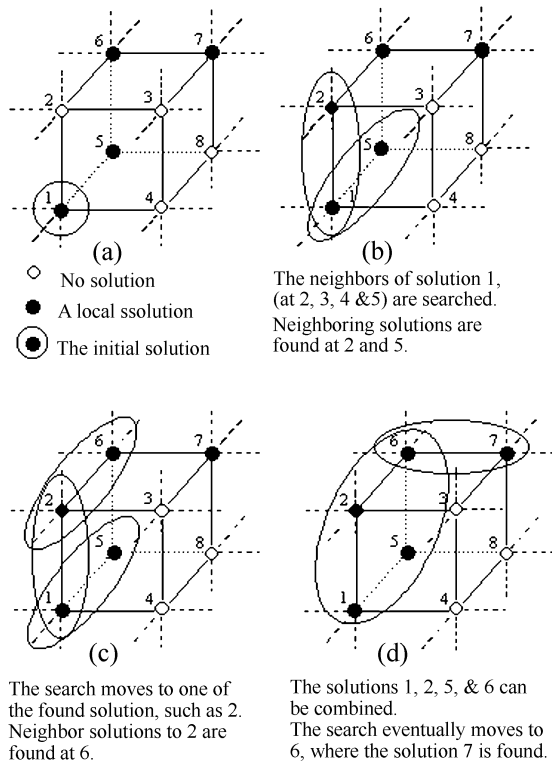 6 7
2 3
5 8
1 4
(a)
6 7
2 3
5 8
1 4
(b)
No solution
A local ssolution
The initial solution
The neighbors of solution 1,
(at 2, 3, 4 &5) are searched.
Neighboring solutions are
found at 2 and 5.
6 7
2 3
5 8
1 4
(c)
6 7
2 3
5 8
1 4
(d)
The search moves to one of
the found solution, such as 2.
Neighbor solutions to 2 are
found at 6.
The solutions 1, 2, 5, & 6 can
be combined.
The search eventually moves to
6, where the solution 7 is found.